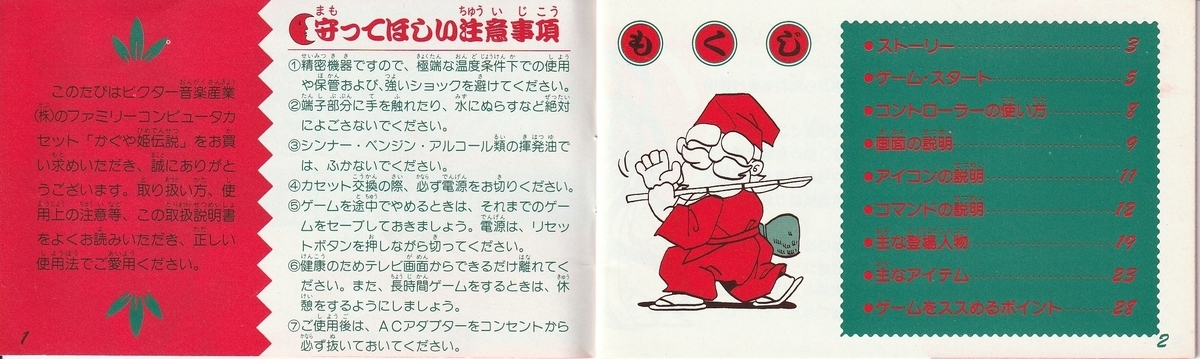 このたびはビクター音楽産業
(株)のファミリーコンピュータカ
セット「かぐや姫伝説」をお買
い求めいただき、誠にありがと
うございます。取り扱い方、使
用上の注意等、この取扱説明書
をよくお読みいただき、正しい
使用法でご愛用ください。
1
守ってほしい注意事項
①精密機器ですので、極端な温度条件下での使用
や保管および、強いショックを避けてください。
②端子部分に手を触れたり、水にぬらすなど絶対
によごさないでください。
③シンナー・ベンジン・アルコール類の揮発油で
は、ふかないでください。
④カセット交換の際、必ず電源をお切りください。
⑤ゲームを途中でやめるときは、それまでのゲー
ムをセーブしておきましょう。電源は、リセッ
トボタンを押しながら切ってください。
⑥健康のためテレビ画面からできるだけ離れてく
ださい。また、長時間ゲームをするときは、休
憩をするようにしましょう。
⑦ご使用後は、ACアダプターをコンセントから
必ず抜いておいてください。
もくじ
●ストーリー 3
●ゲーム・スタート 5
●コントローラーの使い方 8
●画面の説明 9
●アイコンの説明 11
●コマンドの説明 12
●主な登場人物 19
●主なアイテム 23
●ゲームをススめるポイント 28
2